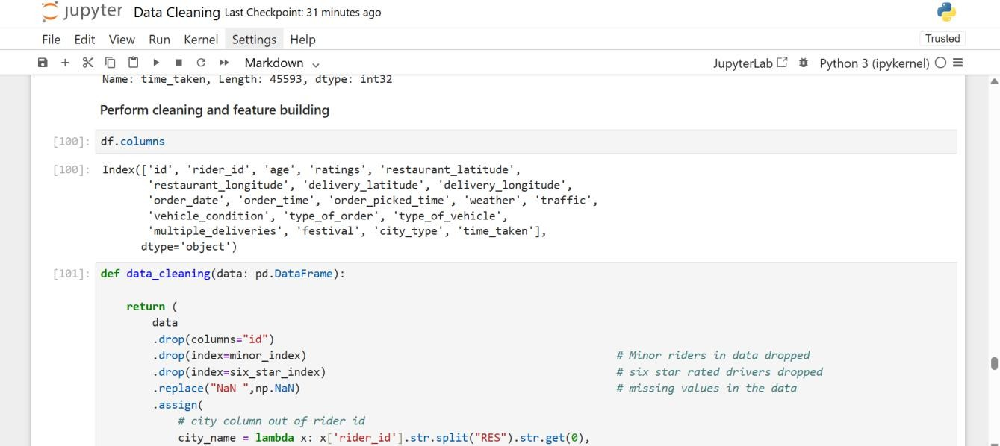 jupyter Data Cleaning Last Checkpoint: 31 minutes ago
File Edit View Run Kernel Settings Help Trusted
Markdown JupyterLab Python 3 (ipykernel)
Name: time_taken, Length: 45593, dtype: int32
Perform cleaning and feature building
[100]: df.columns
[100]: Index(['id', 'rider_id', 'age', 'ratings', 'restaurant_latitude',
'restaurant_longitude', 'delivery_latitude', 'delivery_longitude',
'order_date', 'order_time', 'order_picked_time', 'weather', 'traffic',
'vehicle_condition', 'type_of_order', 'type_of_vehicle',
'multiple_deliveries', 'festival', 'city_type', 'time_taken'],
dtype='object')
[101]: def data_cleaning(data: pd.DataFrame):
return (
data
.drop(columns="id")
.drop(index=minor_index) # Minor riders in data dropped
.drop(index=six_star_index) # six star rated drivers dropped
.replace("NaN ",np.NaN) # missing values in the data
.assign(
# city column out of rider id
city_name = lambda x: x['rider_id'].str.split("RES").str.get(0),